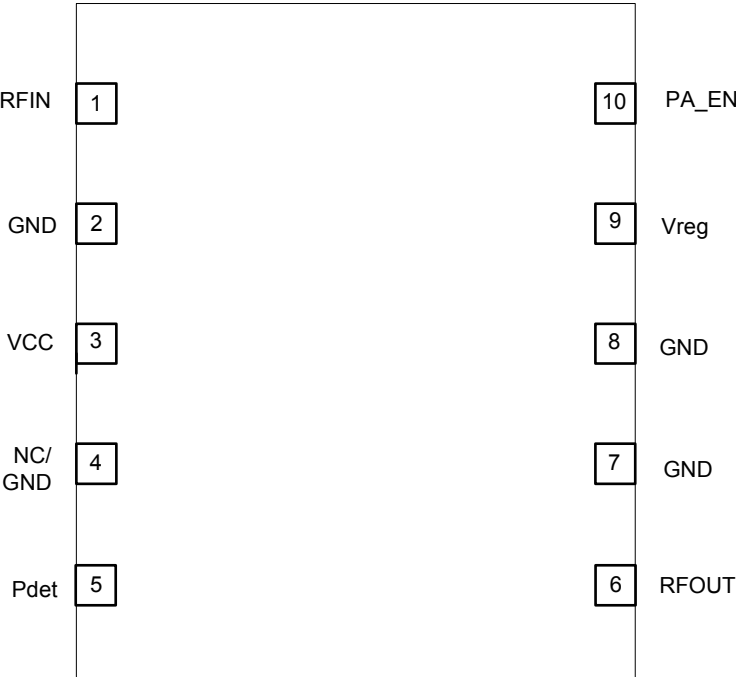 RFIN 1 10 PA_EN
GND 2 9 Vreg
VCC 3 8 GND
NC/
GND 4 7 GND
Pdet 5 6 RFOUT